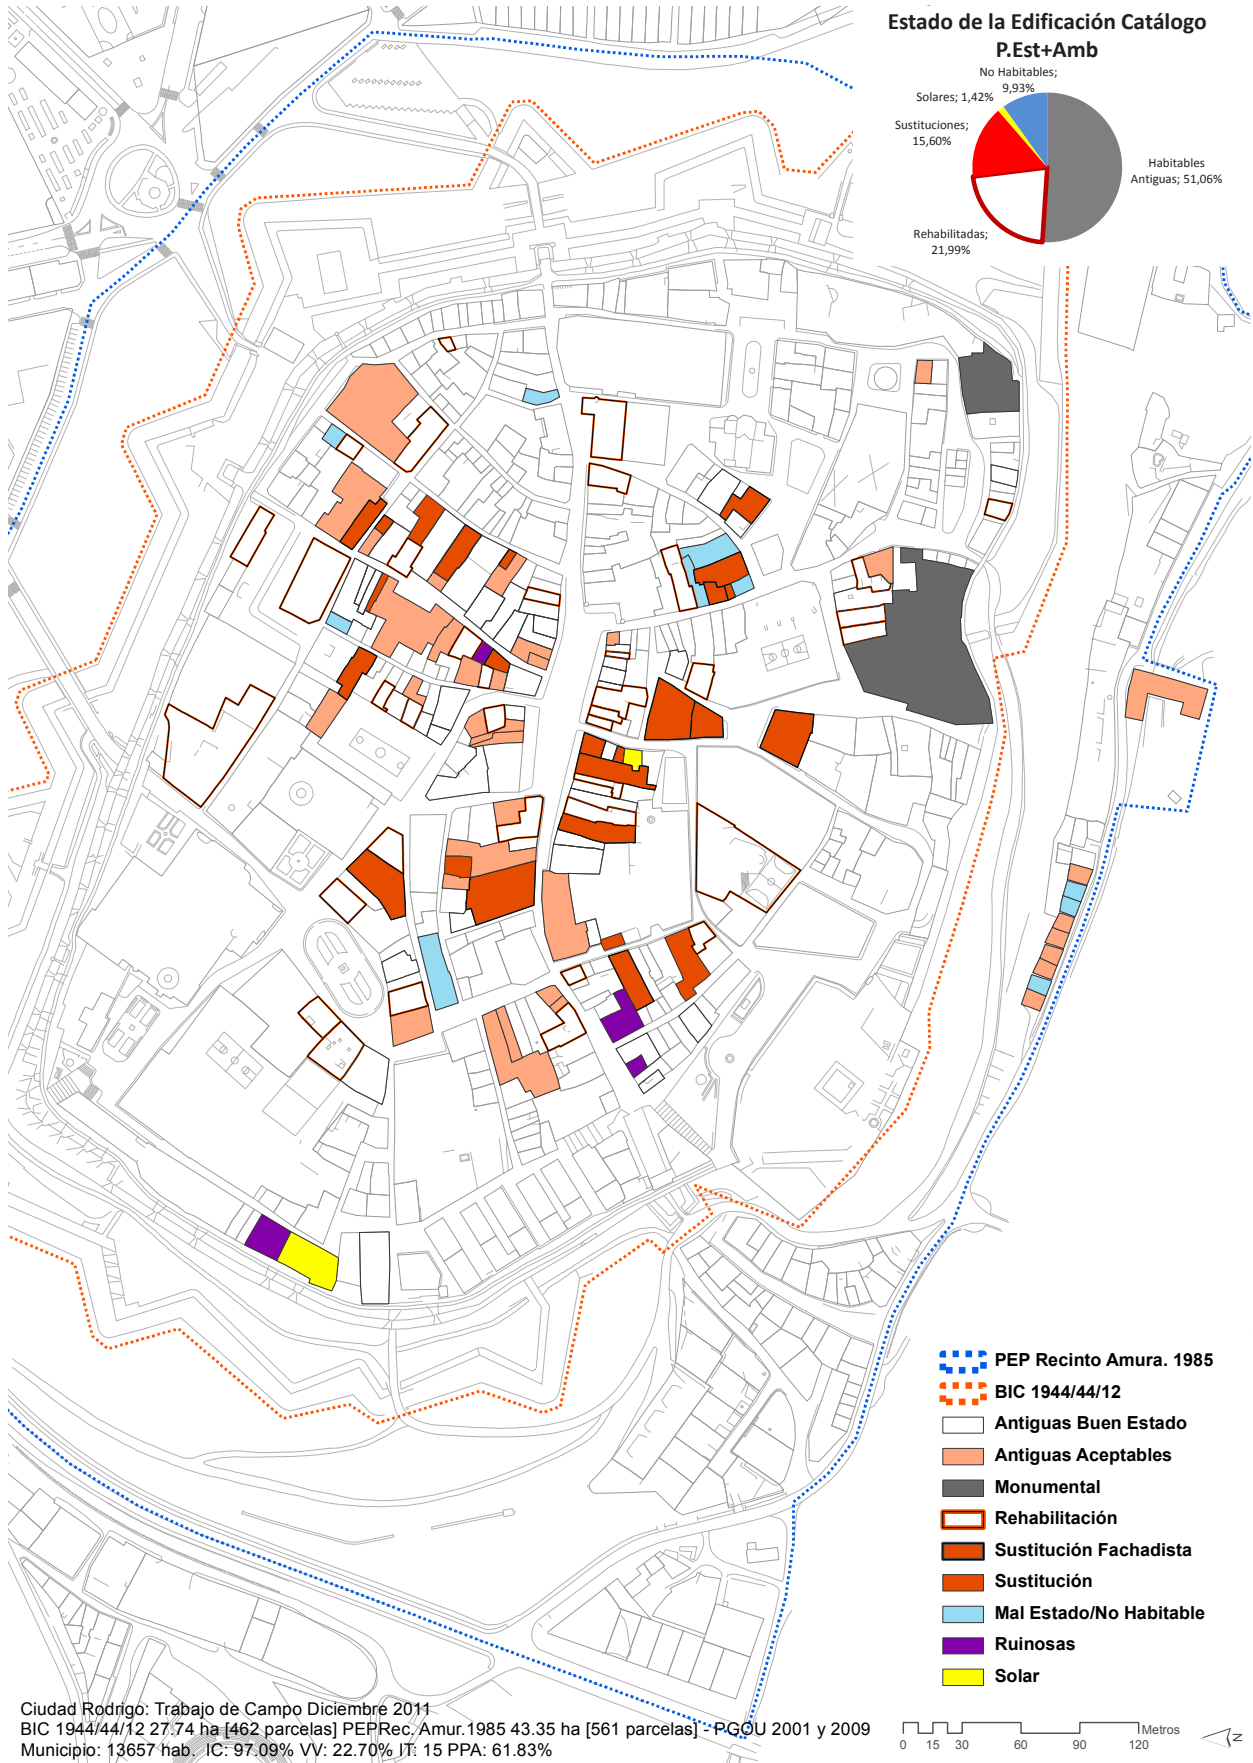 Estado de la Edificación Catálogo
P.Est+Amb
No Habitables;
9,93%
Solares; 1,42%
Sustituciones;
15,60%
Habitables
Antiguas; 51,06%
Rehabilitadas;
21,99%
PEP Recinto Amura. 1985
BIC 1944/44/12
Antiguas Buen Estado
Antiguas Aceptables
Monumental
Rehabilitación
Sustitución Fachadista
Sustitución
Mal Estado/No Habitable
Ruinosas
Solar
Ciudad Rodrigo: Trabajo de Campo Diciembre 2011
BIC 1944/44/12 27.74 ha [462 parcelas] PEPRec. Amur.1985 43.35 ha [561 parcelas] - PGOU 2001 y 2009
Municipio: 13657 hab. IC: 97.09% VV: 22.70% IT: 15 PPA: 61.83%
Metros
0 15 30 60 90 120
N